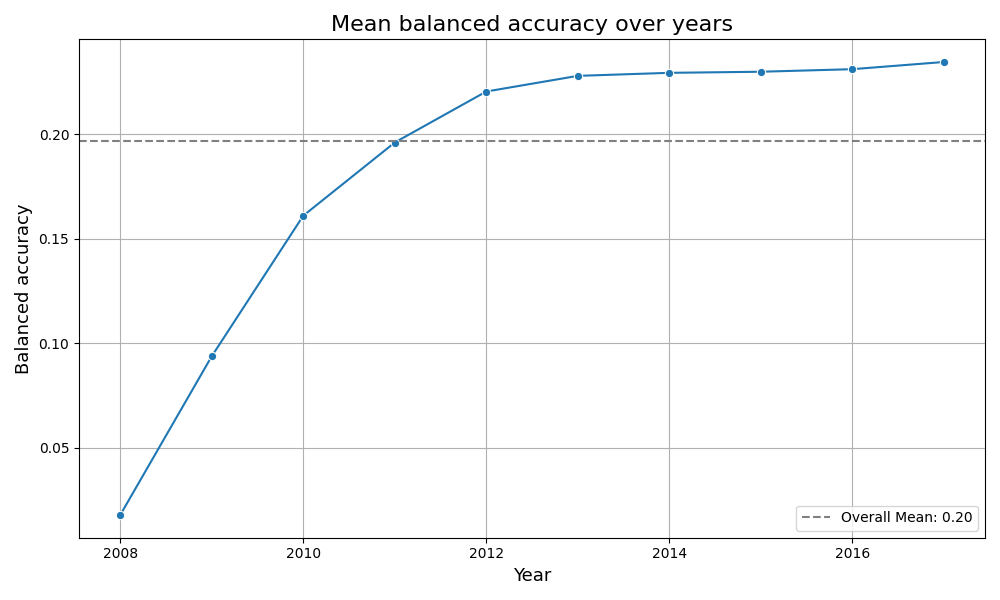 Mean balanced accuracy over years
Balanced accuracy
0.20
0.15
0.10
0.05
Overall Mean: 0.20
2008
2010
2012
2014
2016
Year